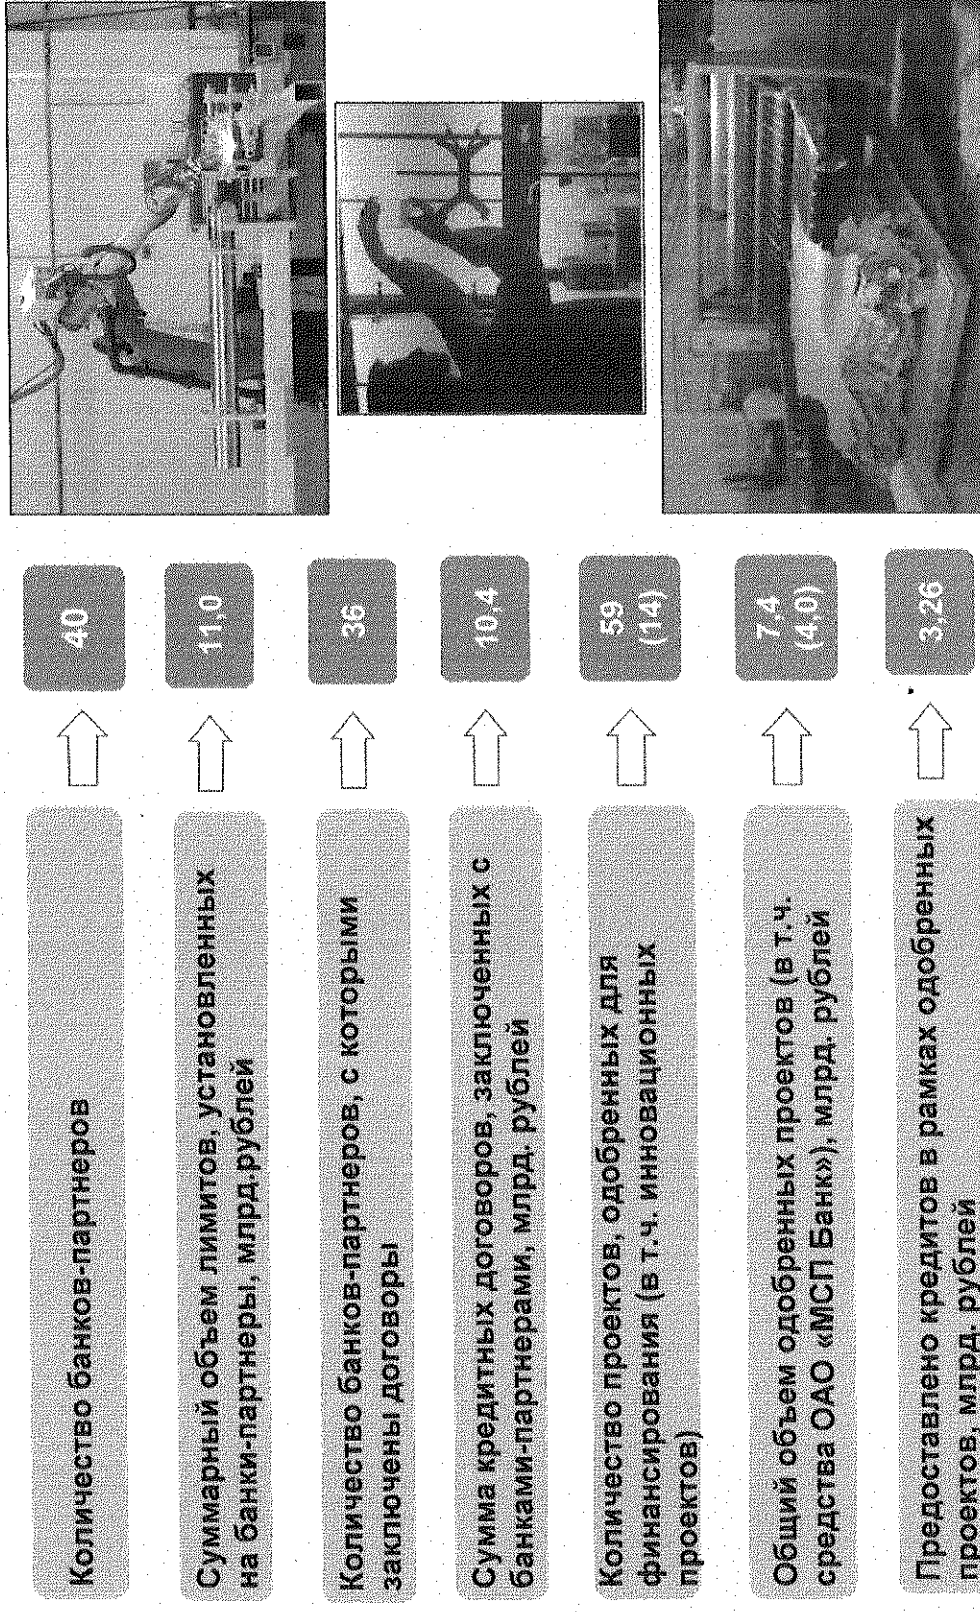 Количество банков-партнеров
40
Суммарный объем лимитов, установленных
на банки-партнеры, млрд.рублей
11,0
Количество банков-партнеров, с которыми
заключены договоры
36
Сумма кредитных договоров, заключенных с
банками-партнерами, млрд. рублей
10,4
Количество проектов, одобренных для
финансирования (в т.ч. инновационных
проектов)
59
(14)
Общий объем одобренных проектов (в т.ч.
средства ОАО «МСП Банк»), млрд. рублей
7,4
(4.0)
Предоставлено кредитов в рамках одобренных
проектов, млрд. рублей
3,26